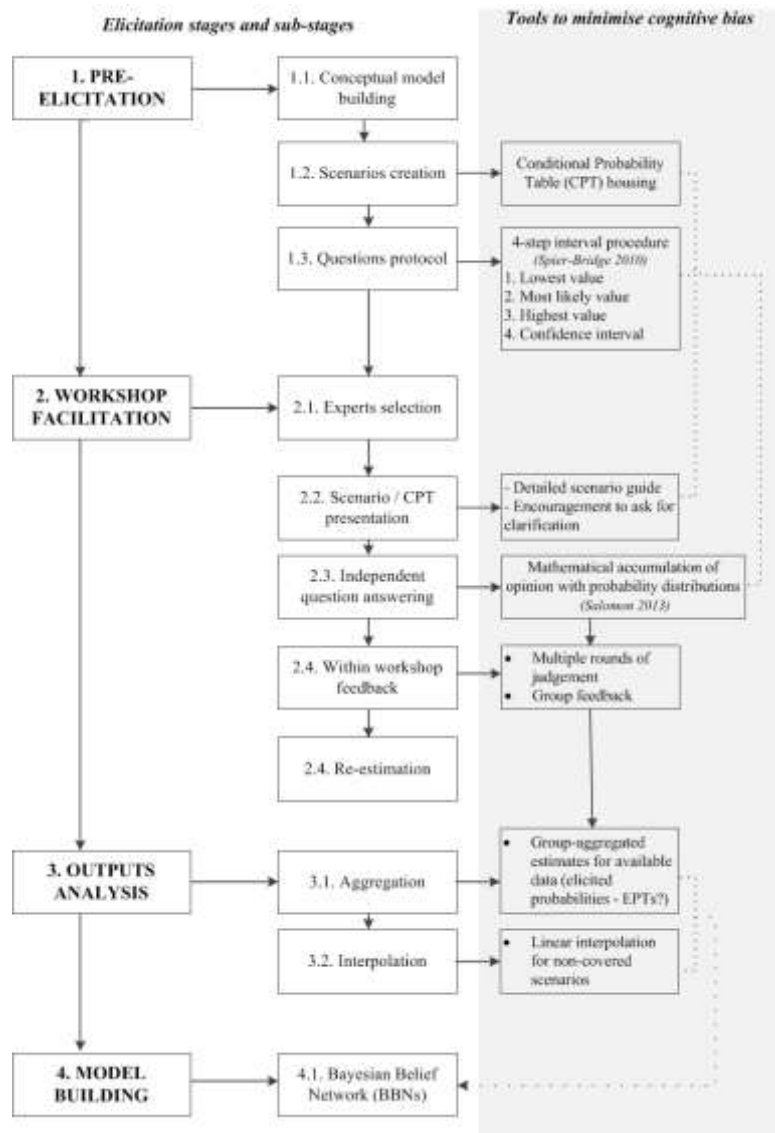 Elicitation stages and sub-stages
Tools to minimise cognitive bias
1. PRE-
ELICITATION
1.1. Conceptual model
building
1.2. Scenarios creation
Conditional Probability
Table (CPT) housing
1.3. Questions protocol
4-step interval procedure
(Spier-Bridge 2010)
1. Lowest value
2. Most likely value
3. Highest value
4. Confidence interval
2. WORKSHOP
FACILITATION
2.1. Experts selection
2.2. Scenario / CPT
presentation
- Detailed scenario guide
- Encouragement to ask for
clarification
2.3. Independent
question answering
Mathematical accumulation of
opinion with probability distributions
(Salomon 2013)
2.4. Within workshop
feedback
• Multiple rounds of
judgement
• Group feedback
2.4. Re-estimation
3. OUTPUTS
ANALYSIS
3.1. Aggregation
• Group-aggregated
estimates for available
data (elicited
probabilities - EPTs?)
3.2. Interpolation
• Linear interpolation
for non-covered
scenarios
4. MODEL
BUILDING
4.1. Bayesian Belief
Network (BBNs)